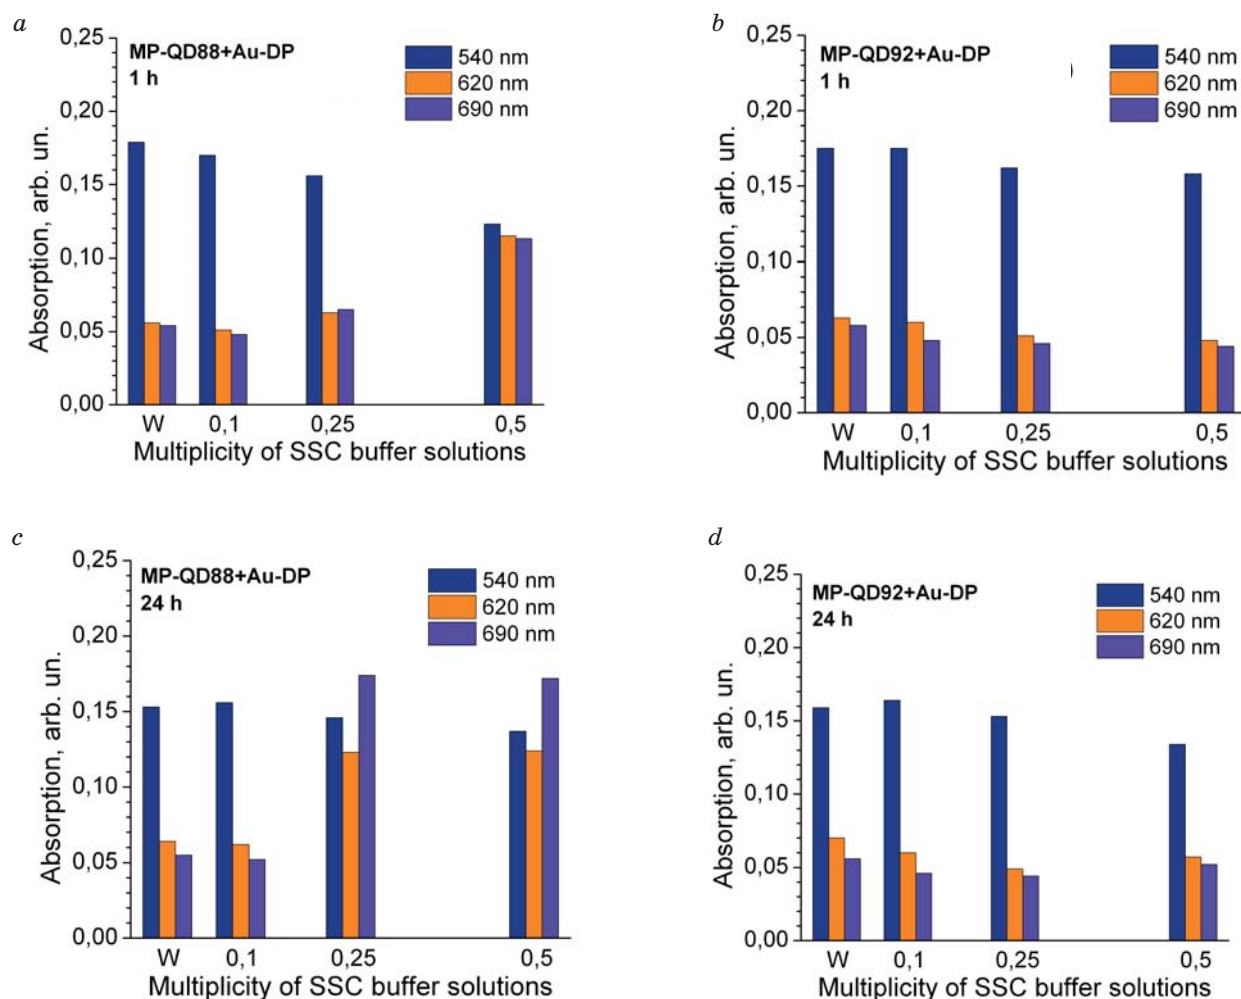 a
0,25
MP-QD88+Au-DP
1 h
540 nm
620 nm
690 nm
0,20
0,15
0,10
0,05
0,00
Absorption, arb. un.
W 0,1 0,25 0,5
Multiplicity of SSC buffer solutions
b
0,25
MP-QD92+Au-DP
1 h
)
540 nm
620 nm
690 nm
0,20
0,15
0,10
0,05
0,00
Absorption, arb. un.
W 0,1 0,25 0,5
Multiplicity of SSC buffer solutions
c
0,25
MP-QD88+Au-DP
24 h
540 nm
620 nm
690 nm
0,20
0,15
0,10
0,05
0,00
Absorption, arb. un.
W 0,1 0,25 0,5
Multiplicity of SSC buffer solutions
d
0,25
MP-QD92+Au-DP
24 h
540 nm
620 nm
690 nm
0,20
0,15
0,10
0,05
0,00
Absorption, arb. un.
W 0,1 0,25 0,5
Multiplicity of SSC buffer solutions